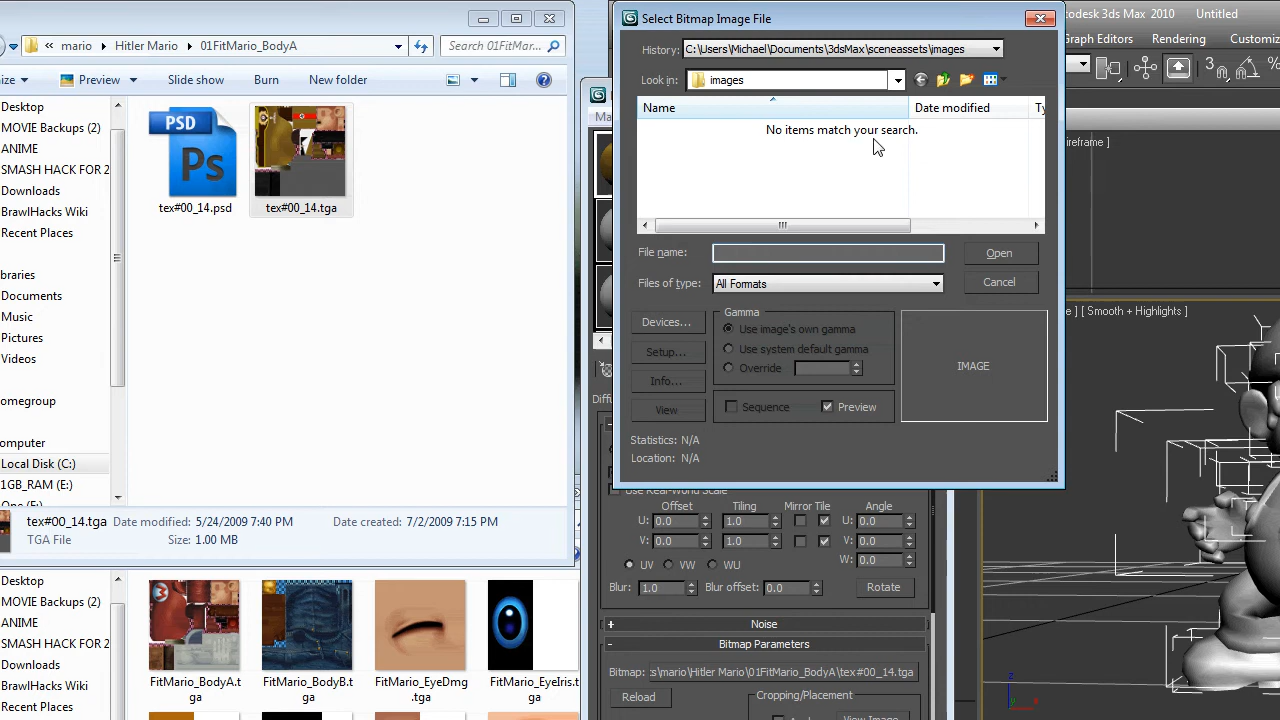 mario
Hitler Mario
01FitMario_BodyA
Search 01FitMar...
ize
Preview
Slide show
Burn
New folder
Desktop
MOVIE Backups (2)
ANIME
SMASH HACK FOR 2
Downloads
BrawlHacks Wiki
Recent Places
braries
Documents
Music
Pictures
Videos
omegroup
omputer
Local Disk (C:)
1GB_RAM (E:)
PSD
Ps
tex#00_14.psd
tex#00_14.tga
tex#00_14.tga
Date modified: 5/24/2009 7:40 PM
Date created: 7/2/2009 7:15 PM
TGA File
Size: 1.00 MB
Desktop
MOVIE Backups (2)
ANIME
SMASH HACK FOR 2
Downloads
BrawlHacks Wiki
Recent Places
FitMario_BodyA.t
ga
FitMario_BodyB.t
ga
FitMario_EyeDmg
.tga
FitMario_EyeIris.t
ga
Select Bitmap Image File
History:
C:\Users\Michael\Documents\3dsMax\sceneassets\images
Look in:
images
Name
Date modified
Ty
No items match your search.
File name:
Open
Files of type:
All Formats
Cancel
Devices...
Setup...
Info...
View
Gamma
Use image's own gamma
Use system default gamma
Override
Sequence
Preview
IMAGE
Statistics: N/A
Location: N/A
Use Real-World Scale
Offset
Tiling
Mirror Tile
Angle
U: 0.0
1.0
U: 0.0
V: 0.0
1.0
V: 0.0
W: 0.0
UV
VW
WU
Blur: 1.0
Blur offset: 0.0
Rotate
+ Noise
- Bitmap Parameters
Bitmap:
s\mario\Hitler Mario\01FitMario_BodyA\tex#00_14.tga
Reload
Cropping/Placement
View Image
Ma
Diffu
odesk 3ds Max 2010
Untitled
Graph Editors
Rendering
Customiz
ireframe ]
e ] [ Smooth + Highlights ]
z
x